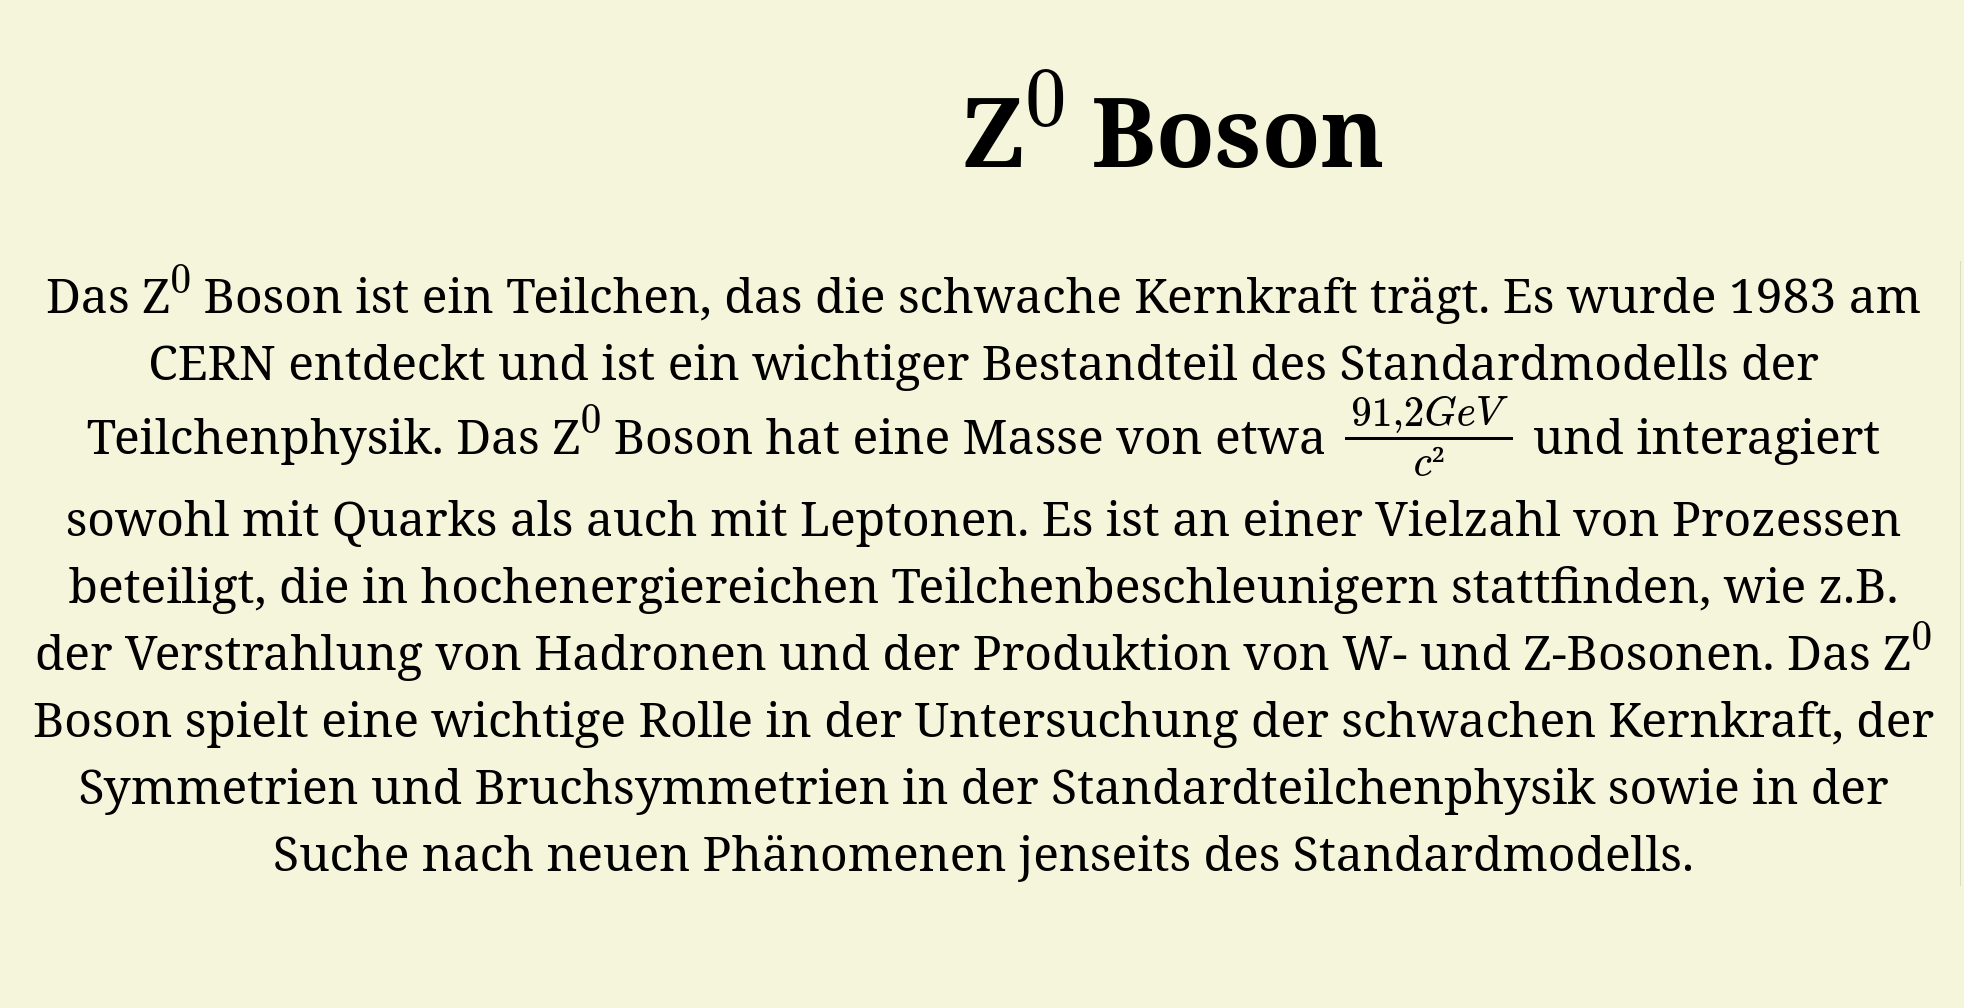 Z⁰ Boson
Das Z⁰ Boson ist ein Teilchen, das die schwache Kernkraft trägt. Es wurde 1983 am
CERN entdeckt und ist ein wichtiger Bestandteil des Standardmodells der
Teilchenphysik. Das Z⁰ Boson hat eine Masse von etwa \frac{91,2GeV}{c²} und interagiert
sowohl mit Quarks als auch mit Leptonen. Es ist an einer Vielzahl von Prozessen
beteiligt, die in hochenergiereichen Teilchenbeschleunigern stattfinden, wie z.B.
der Verstrahlung von Hadronen und der Produktion von W- und Z-Bosonen. Das Z⁰
Boson spielt eine wichtige Rolle in der Untersuchung der schwachen Kernkraft, der
Symmetrien und Bruchsymmetrien in der Standardteilchenphysik sowie in der
Suche nach neuen Phänomenen jenseits des Standardmodells.